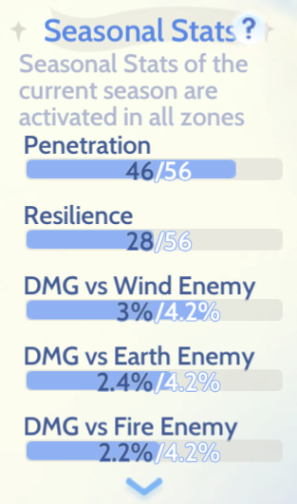 Seasonal Stats ?
Seasonal Stats of the
current season are
activated in all zones
Penetration
46/56
Resilience
28/56
DMG vs Wind Enemy
3%/4.2%
DMG vs Earth Enemy
2.4%/4.2%
DMG vs Fire Enemy
2.2%/4.2%